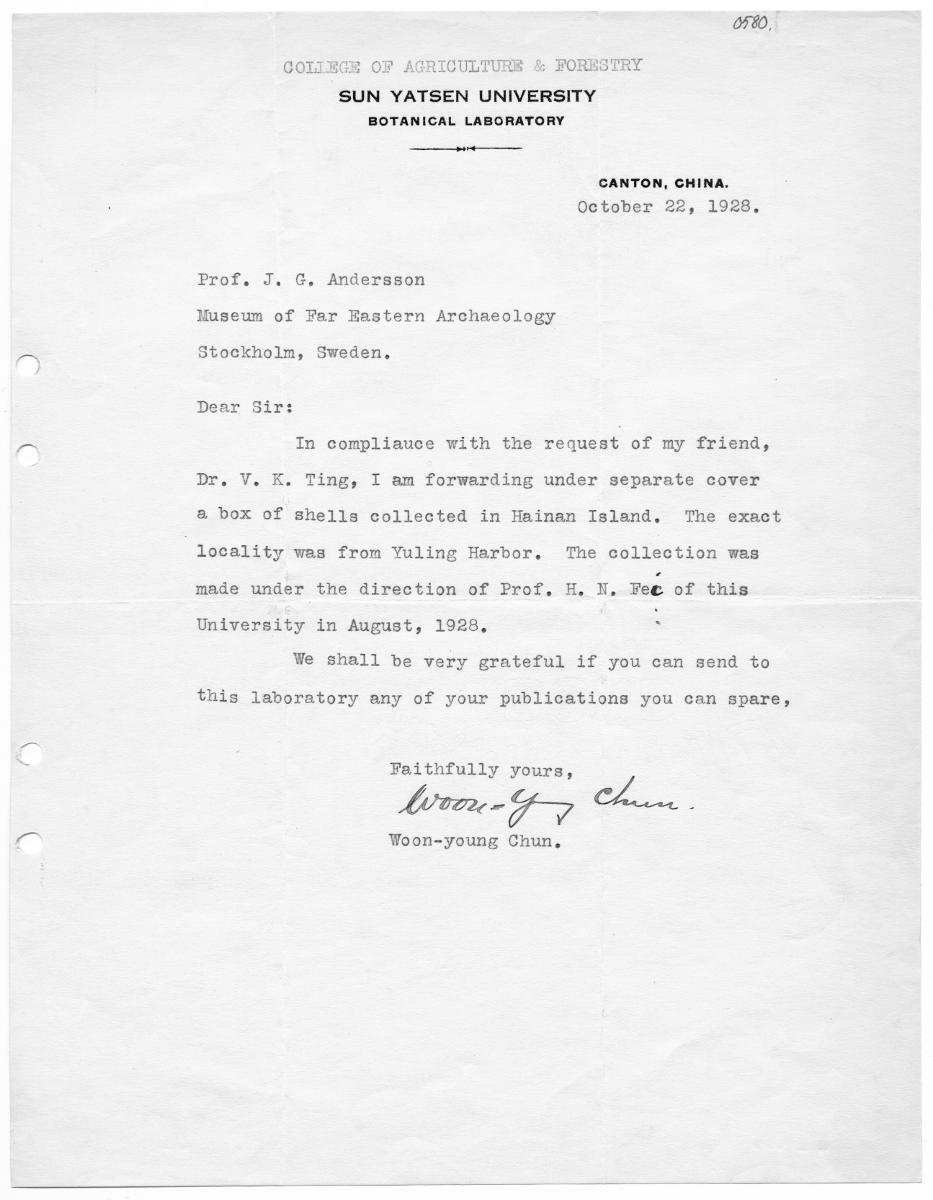 0580.
COLLEGE OF AGRICULTURE & FORESTRY
SUN YATSEN UNIVERSITY
BOTANICAL LABORATORY
CANTON, CHINA.
October 22, 1928.
Prof. J. G. Andersson
Museum of Far Eastern Archaeology
Stockholm, Sweden.
Dear Sir:
In compliauce with the request of my friend,
Dr. V. K. Ting, I am forwarding under separate cover
a box of shells collected in Hainan Island. The exact
locality was from Yuling Harbor. The collection was
made under the direction of Prof. H. N. of this
University in August, 1928.
We shall be very grateful if you can send to
this laboratory any of your publications you can spare,
Faithfully yours,
Woon-Young Chun.
Woon-young Chun.